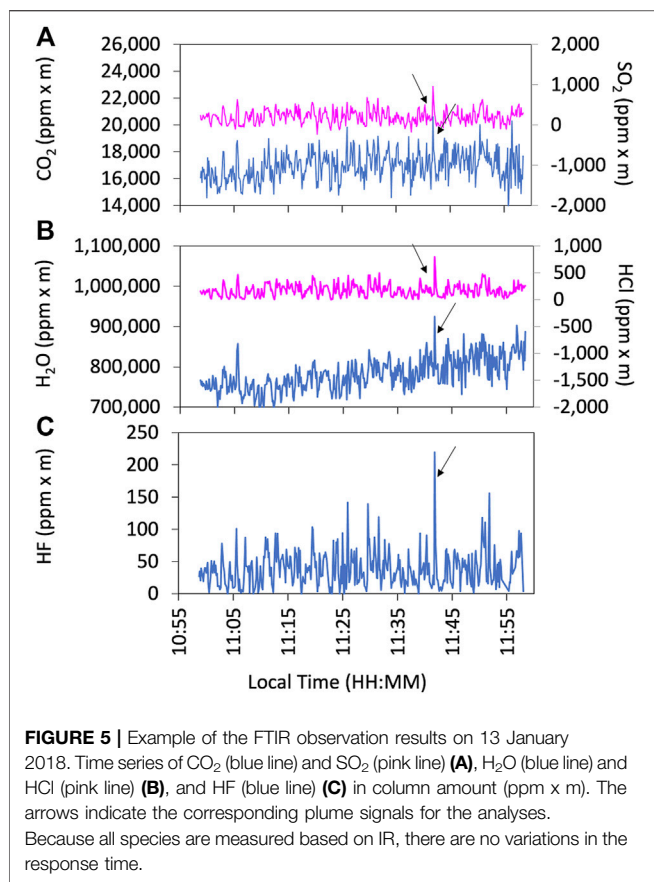 A
CO₂ (ppm x m)
26,000
24,000
22,000
20,000
18,000
16,000
14,000
2,000
1,000
0
-1,000
-2,000
SO₂ (ppm x m)
B
H₂O (ppm x m)
1,100,000
1,000,000
900,000
800,000
700,000
1,000
500
0
-500
-1,000
-1,500
-2,000
HCl (ppm x m)
C
HF (ppm x m)
250
200
150
100
50
0
10:55
11:05
11:15
11:25
11:35
11:45
11:55
Local Time (HH:MM)
FIGURE 5 | Example of the FTIR observation results on 13 January
2018. Time series of CO₂ (blue line) and SO₂ (pink line) (A), H₂O (blue line) and
HCl (pink line) (B), and HF (blue line) (C) in column amount (ppm x m). The
arrows indicate the corresponding plume signals for the analyses.
Because all species are measured based on IR, there are no variations in the
response time.